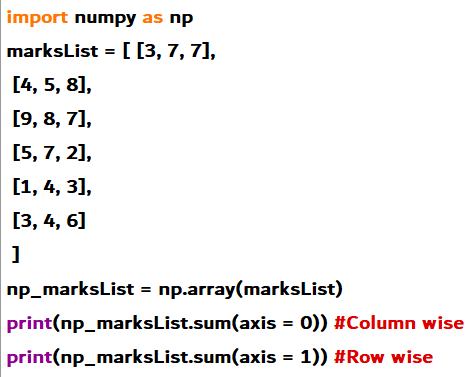 import numpy as np
marksList = [ [3, 7, 7],
[4, 5, 8],
[9, 8, 7],
[5, 7, 2],
[1, 4, 3],
[3, 4, 6]
]
np_marksList = np.array(marksList)
print(np_marksList.sum(axis = 0)) #Column wise
print(np_marksList.sum(axis = 1)) #Row wise